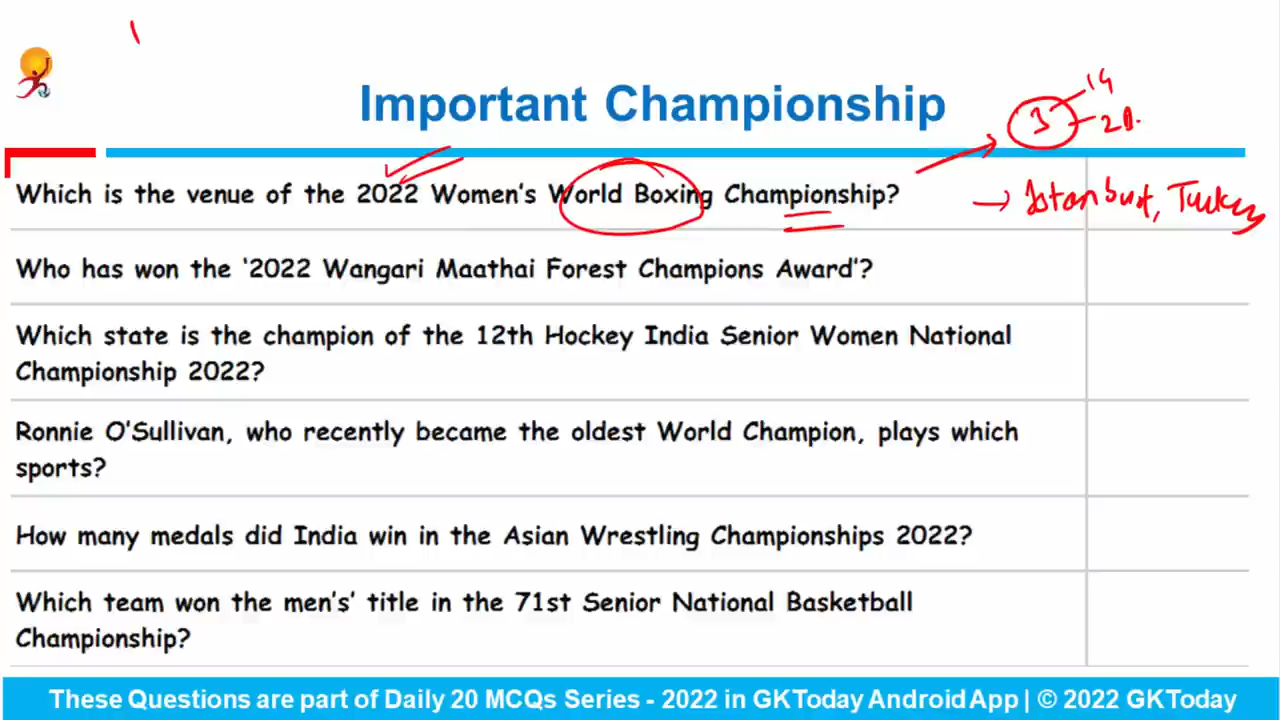 Important Championship
3 19
20.
Which is the venue of the 2022 Women's World Boxing Championship?
→ Istanbul, Turkey
Who has won the '2022 Wangari Maathai Forest Champions Award'?
Which state is the champion of the 12th Hockey India Senior Women National
Championship 2022?
Ronnie O'Sullivan, who recently became the oldest World Champion, plays which
sports?
How many medals did India win in the Asian Wrestling Championships 2022?
Which team won the men's' title in the 71st Senior National Basketball
Championship?
These Questions are part of Daily 20 MCQs Series - 2022 in GKToday Android App | © 2022 GKToday